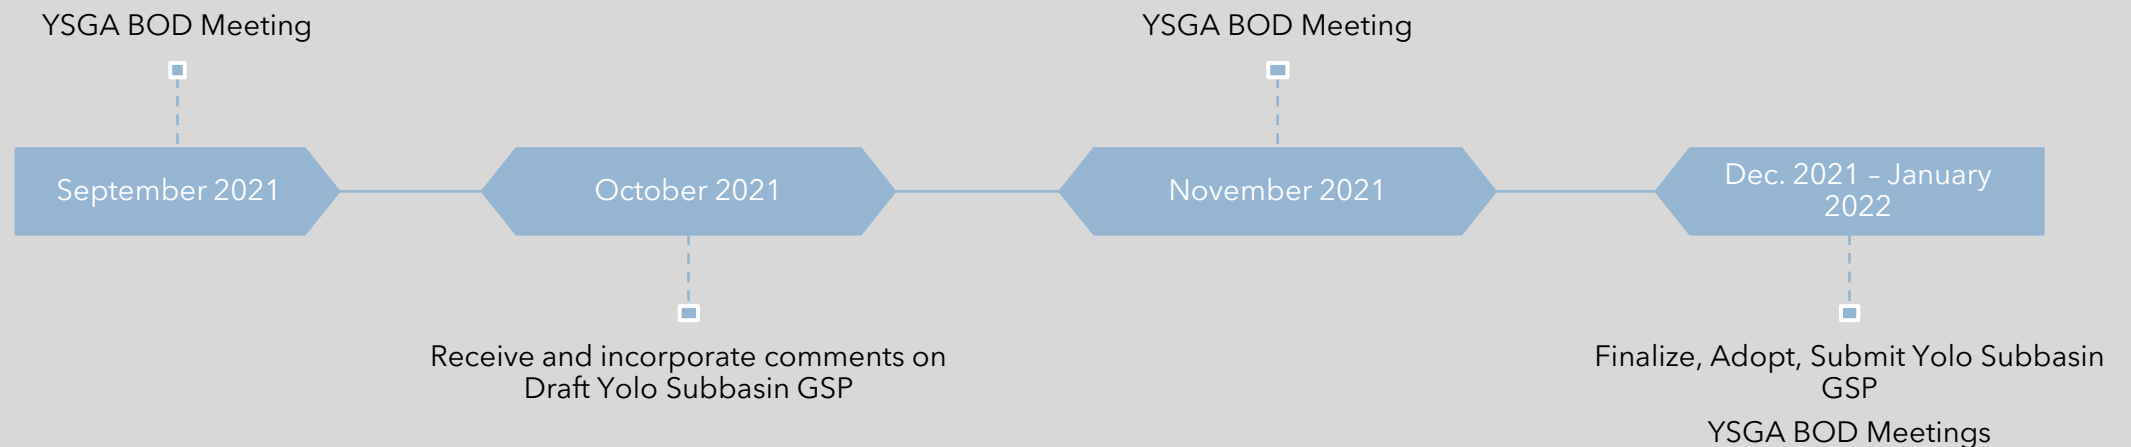 YSGA BOD Meeting
YSGA BOD Meeting
September 2021
October 2021
November 2021
Dec. 2021 – January
2022
Receive and incorporate comments on
Draft Yolo Subbasin GSP
Finalize, Adopt, Submit Yolo Subbasin
GSP
YSGA BOD Meetings